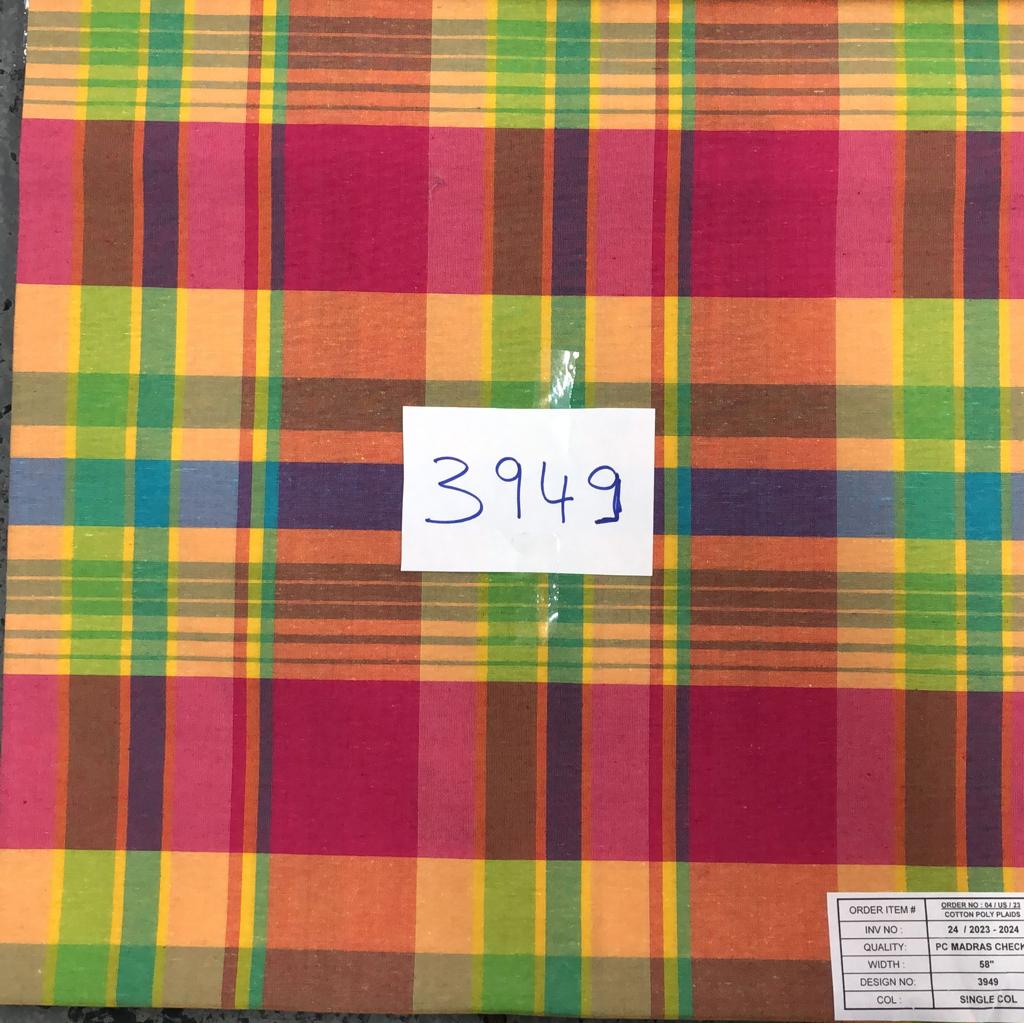 3949
ORDER ITEM # ORDER NO : 04 / US / 23
COTTON POLY PLAIDS
INV NO : 24 / 2023 - 2024
QUALITY: PC MADRAS CHECK
WIDTH : 58"
DESIGN NO: 3949
COL : SINGLE COL